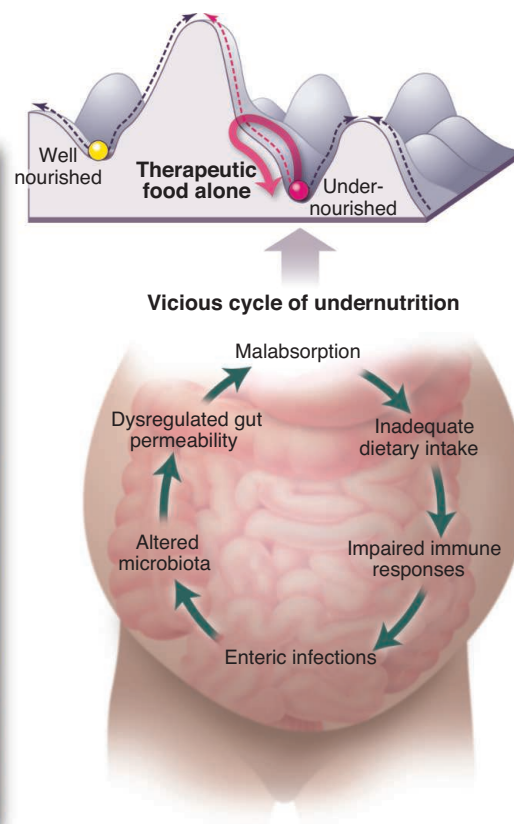 Well
nourished
Therapeutic
food alone
Under-
nourished
Vicious cycle of undernutrition
Malabsorption
Inadequate
dietary intake
Impaired immune
responses
Enteric infections
Altered
microbiota
Dysregulated gut
permeability